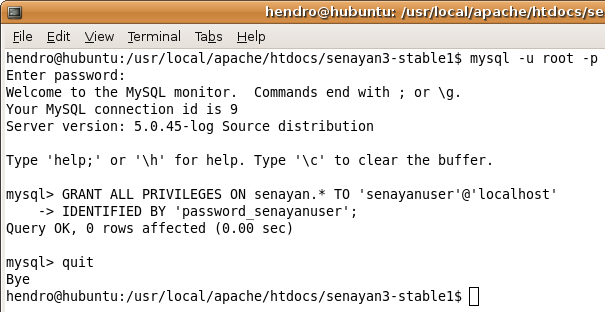 hendro@hubuntu: /usr/local/apache/htdocs/se
File Edit View Terminal Tabs Help
hendro@hubuntu:/usr/local/apache/htdocs/senayan3-stable1$ mysql -u root -p
Enter password:
Welcome to the MySQL monitor.  Commands end with ; or \g.
Your MySQL connection id is 9
Server version: 5.0.45-log Source distribution
Type 'help;' or '\h' for help. Type '\c' to clear the buffer.
mysql> GRANT ALL PRIVILEGES ON senayan.* TO 'senayanuser'@'localhost'
    -> IDENTIFIED BY 'password_senayanuser';
Query OK, 0 rows affected (0.00 sec)
mysql> quit
Bye
hendro@hubuntu:/usr/local/apache/htdocs/senayan3-stable1$